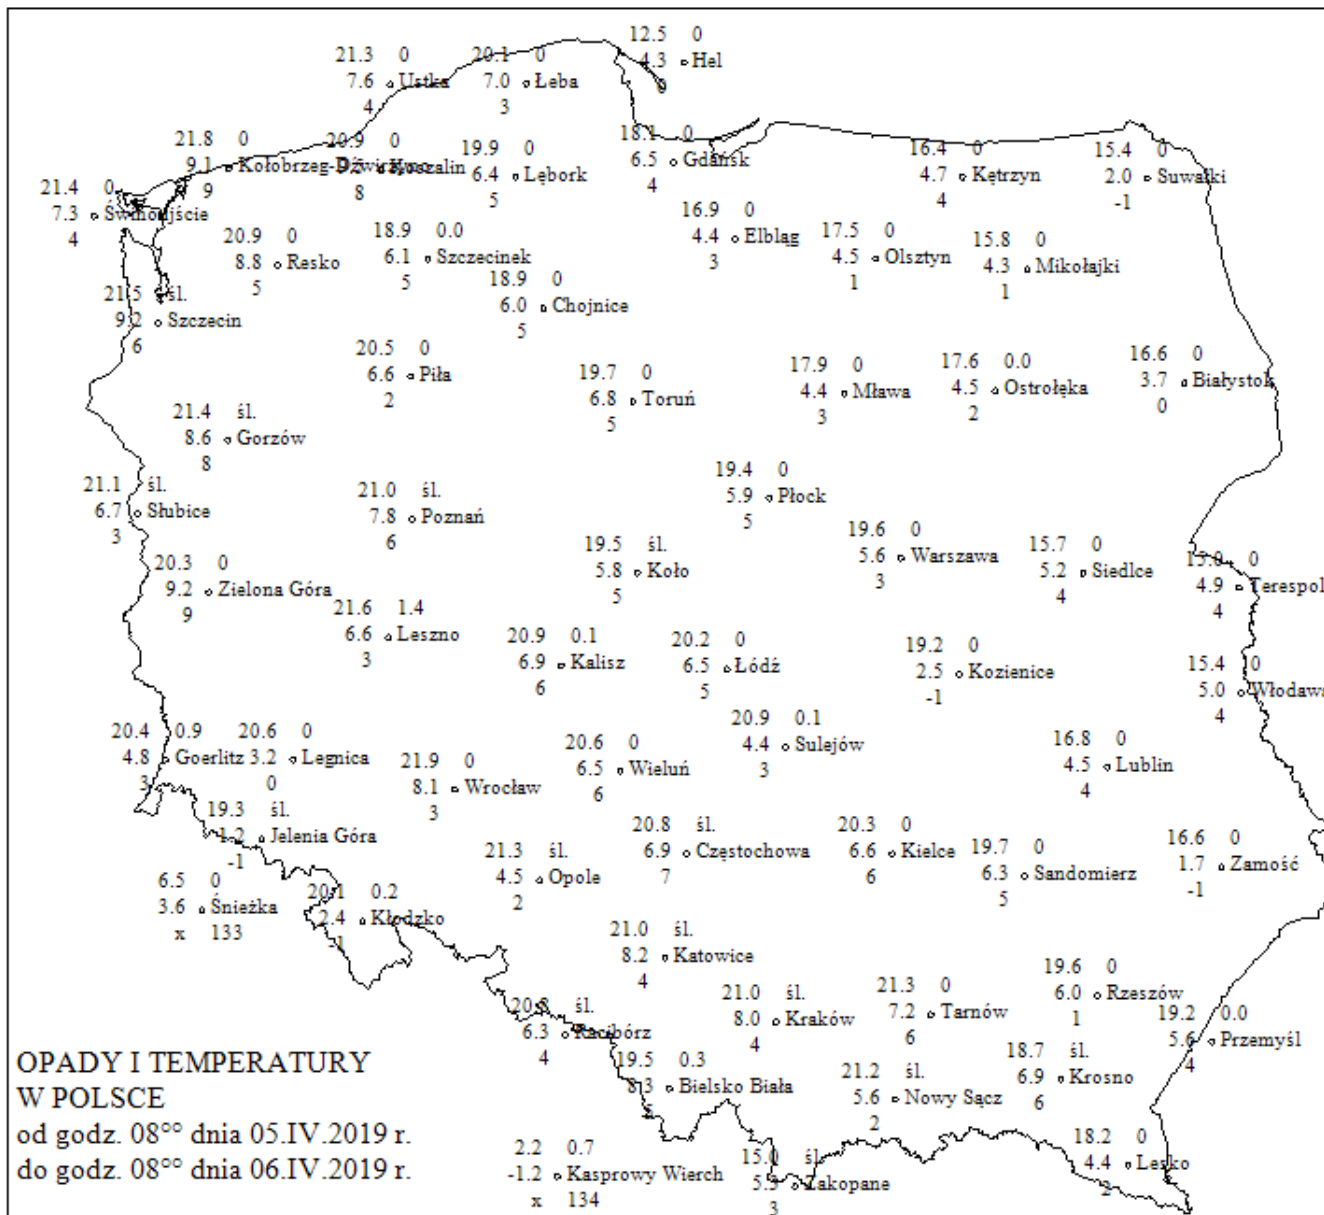 12.5 0
4.3 Hel
0
21.3 0
7.6 Ustka
4
20.1 0
7.0 Łeba
3
21.8 0
9.1 Kołobrzeg-Dźwirzyno
9
20.9 0
Koszalin
8
19.9 0
6.4 Lębork
5
18.1 0
6.5 Gdańsk
4
16.4 0
4.7 Kętrzyn
4
15.4 0
2.0 Suwałki
-1
21.4 0
7.3 Świnoujście
4
20.9 0
8.8 Resko
5
18.9 0.0
6.1 Szczecinek
5
16.9 0
4.4 Elbląg
3
17.5 0
4.5 Olsztyn
1
15.8 0
4.3 Mikołajki
1
21.5 śl.
9.2 Szczecin
6
18.9 0
6.0 Chojnice
5
20.5 0
6.6 Piła
2
19.7 0
6.8 Toruń
5
17.9 0
4.4 Mława
3
17.6 0.0
4.5 Ostrołęka
2
16.6 0
3.7 Białystok
0
21.4 śl.
8.6 Gorzów
8
21.1 śl.
6.7 Słubice
3
21.0 śl.
7.8 Poznań
6
19.4 0
5.9 Płock
5
20.3 0
9.2 Zielona Góra
9
19.5 śl.
5.8 Koło
5
19.6 0
5.6 Warszawa
3
15.7 0
5.2 Siedlce
4
15.0 0
4.9 Terespol
4
21.6 1.4
6.6 Leszno
3
20.9 0.1
6.9 Kalisz
6
20.2 0
6.5 Łódź
5
19.2 0
2.5 Kozienice
-1
15.4 0
5.0 Włodawa
4
20.4 0.9
4.8 Goerlitz
3
20.6 0
3.2 Legnica
0
21.9 0
8.1 Wrocław
3
20.6 0
6.5 Wieluń
6
20.9 0.1
4.4 Sulejów
3
16.8 0
4.5 Lublin
4
19.3 śl.
1.2 Jelenia Góra
-1
21.3 śl.
4.5 Opole
2
20.8 śl.
6.9 Częstochowa
7
20.3 0
6.6 Kielce
6
19.7 0
6.3 Sandomierz
5
16.6 0
1.7 Zamość
-1
6.5 0
3.6 Śnieżka
x 133
20.1 0.2
2.4 Kłodzko
-1
21.0 śl.
8.2 Katowice
4
20.8 śl.
6.3 Racibórz
4
21.0 śl.
8.0 Kraków
4
21.3 0
7.2 Tarnów
6
19.6 0
6.0 Rzeszów
1
19.2 0.0
5.6 Przemyśl
4
19.5 0.3
8.3 Bielsko Biała
21.2 śl.
5.6 Nowy Sącz
2
18.7 śl.
6.9 Krosno
6
2.2 0.7
-1.2 Kasprowy Wierch
x 134
15.0 śl.
5.5 Zakopane
3
18.2 0
4.4 Lesko
2
OPADY I TEMPERATURY
W POLSCE
od godz. 08°° dnia 05.IV.2019 r.
do godz. 08°° dnia 06.IV.2019 r.